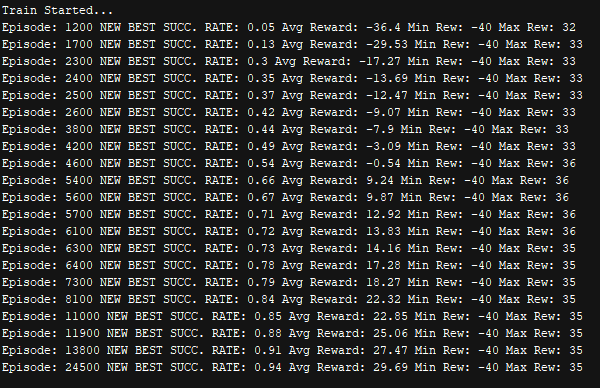 Train Started...
Episode: 1200 NEW BEST SUCC. RATE: 0.05 Avg Reward: -36.4 Min Rew: -40 Max Rew: 32
Episode: 1700 NEW BEST SUCC. RATE: 0.13 Avg Reward: -29.53 Min Rew: -40 Max Rew: 33
Episode: 2300 NEW BEST SUCC. RATE: 0.3 Avg Reward: -17.27 Min Rew: -40 Max Rew: 33
Episode: 2400 NEW BEST SUCC. RATE: 0.35 Avg Reward: -13.69 Min Rew: -40 Max Rew: 33
Episode: 2500 NEW BEST SUCC. RATE: 0.37 Avg Reward: -12.47 Min Rew: -40 Max Rew: 33
Episode: 2600 NEW BEST SUCC. RATE: 0.42 Avg Reward: -9.07 Min Rew: -40 Max Rew: 33
Episode: 3800 NEW BEST SUCC. RATE: 0.44 Avg Reward: -7.9 Min Rew: -40 Max Rew: 33
Episode: 4200 NEW BEST SUCC. RATE: 0.49 Avg Reward: -3.09 Min Rew: -40 Max Rew: 33
Episode: 4600 NEW BEST SUCC. RATE: 0.54 Avg Reward: -0.54 Min Rew: -40 Max Rew: 36
Episode: 5400 NEW BEST SUCC. RATE: 0.66 Avg Reward: 9.24 Min Rew: -40 Max Rew: 36
Episode: 5600 NEW BEST SUCC. RATE: 0.67 Avg Reward: 9.87 Min Rew: -40 Max Rew: 36
Episode: 5700 NEW BEST SUCC. RATE: 0.71 Avg Reward: 12.92 Min Rew: -40 Max Rew: 36
Episode: 6100 NEW BEST SUCC. RATE: 0.72 Avg Reward: 13.83 Min Rew: -40 Max Rew: 36
Episode: 6300 NEW BEST SUCC. RATE: 0.73 Avg Reward: 14.16 Min Rew: -40 Max Rew: 35
Episode: 6400 NEW BEST SUCC. RATE: 0.78 Avg Reward: 17.28 Min Rew: -40 Max Rew: 35
Episode: 7300 NEW BEST SUCC. RATE: 0.79 Avg Reward: 18.27 Min Rew: -40 Max Rew: 35
Episode: 8100 NEW BEST SUCC. RATE: 0.84 Avg Reward: 22.32 Min Rew: -40 Max Rew: 35
Episode: 11000 NEW BEST SUCC. RATE: 0.85 Avg Reward: 22.85 Min Rew: -40 Max Rew: 35
Episode: 11900 NEW BEST SUCC. RATE: 0.88 Avg Reward: 25.06 Min Rew: -40 Max Rew: 35
Episode: 13800 NEW BEST SUCC. RATE: 0.91 Avg Reward: 27.47 Min Rew: -40 Max Rew: 35
Episode: 24500 NEW BEST SUCC. RATE: 0.94 Avg Reward: 29.69 Min Rew: -40 Max Rew: 35